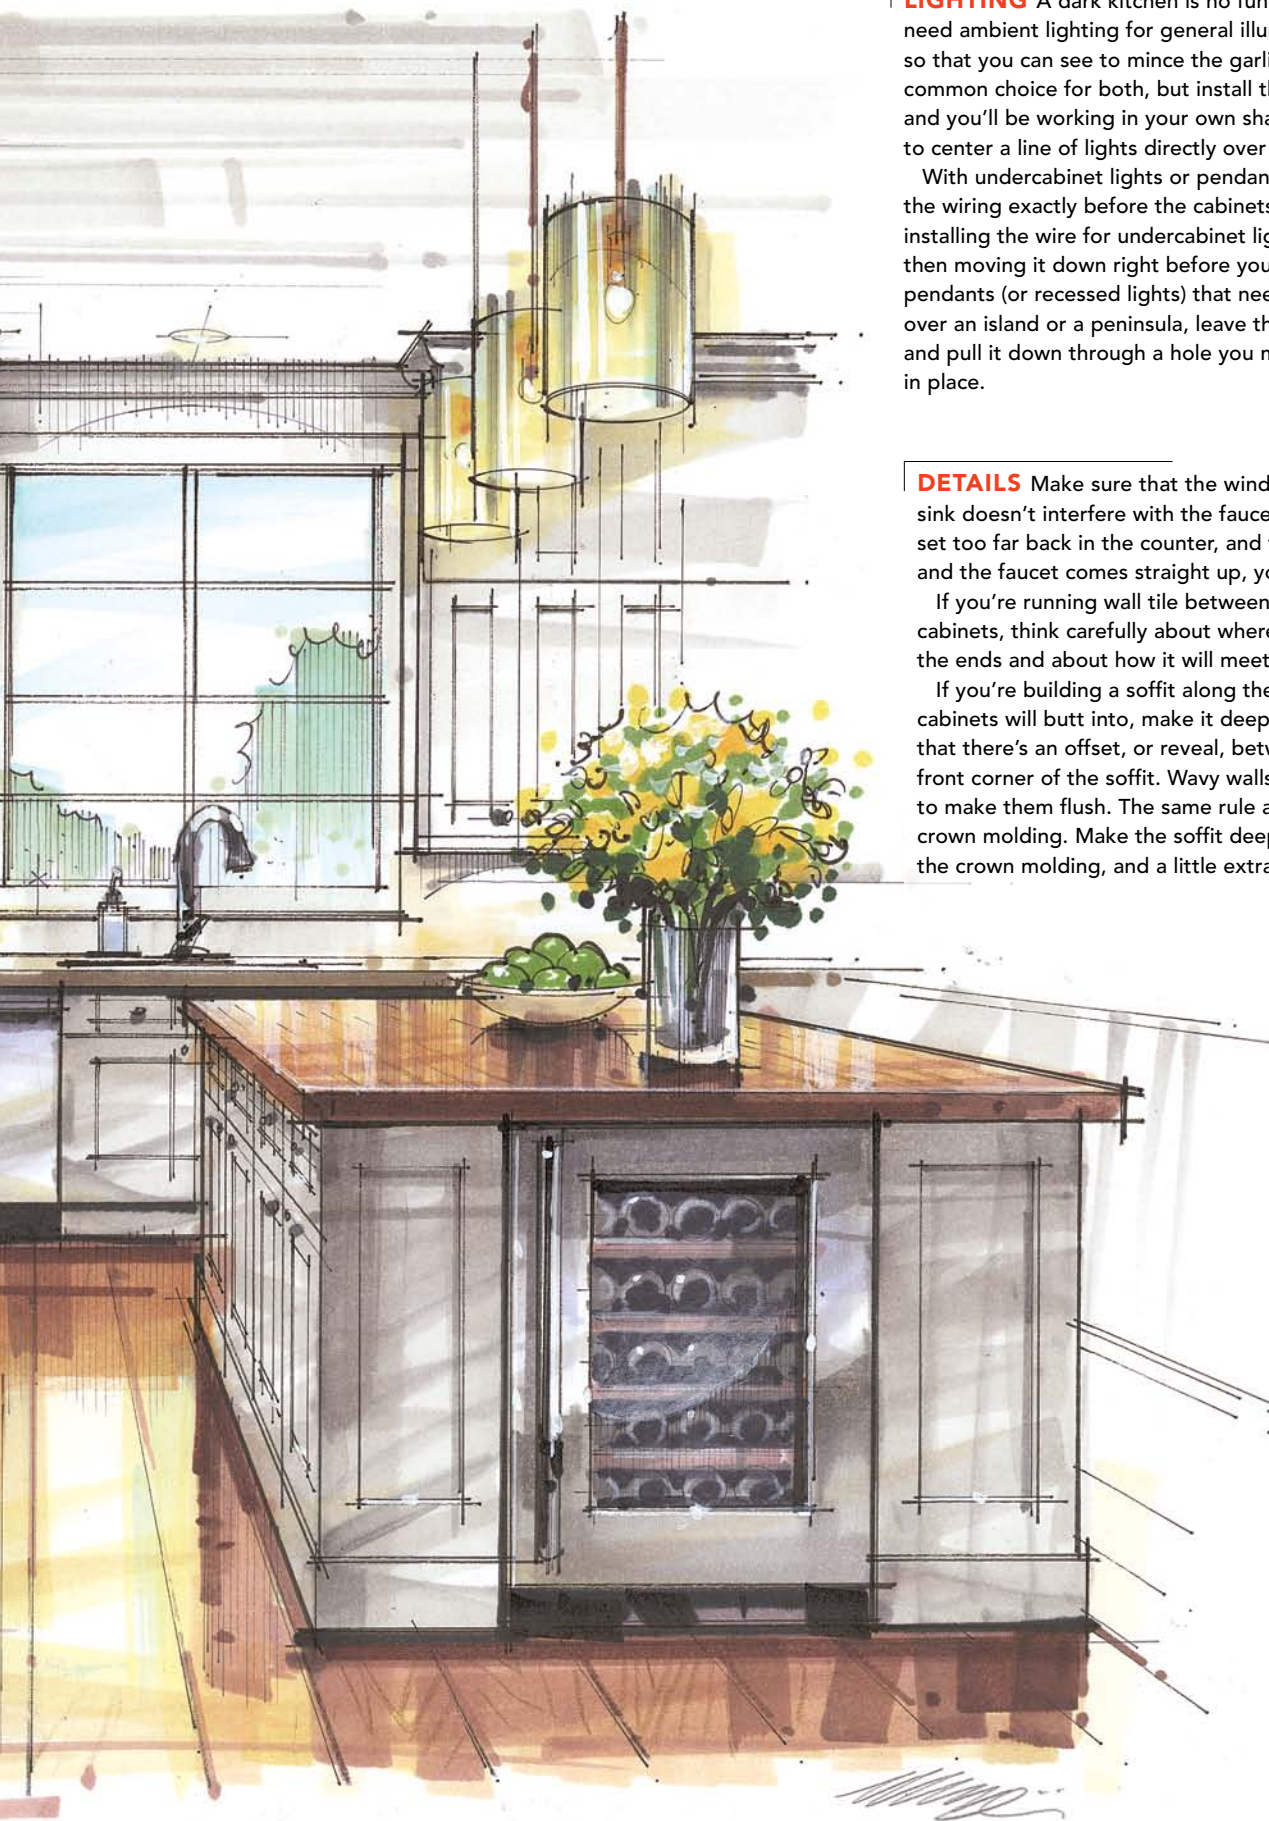 LIGHTING A dark kitchen is no fun
need ambient lighting for general illu
so that you can see to mince the garli
common choice for both, but install t
and you'll be working in your own sha
to center a line of lights directly over
With undercabinet lights or pendan
the wiring exactly before the cabinets
installing the wire for undercabinet lig
then moving it down right before you
pendants (or recessed lights) that nee
over an island or a peninsula, leave th
and pull it down through a hole you m
in place.
DETAILS Make sure that the wind
sink doesn't interfere with the fauce
set too far back in the counter, and
and the faucet comes straight up, yo
If you're running wall tile between
cabinets, think carefully about where
the ends and about how it will meet
If you're building a soffit along the
cabinets will butt into, make it deep
that there's an offset, or reveal, betw
front corner of the soffit. Wavy walls
to make them flush. The same rule a
crown molding. Make the soffit deep
the crown molding, and a little extra